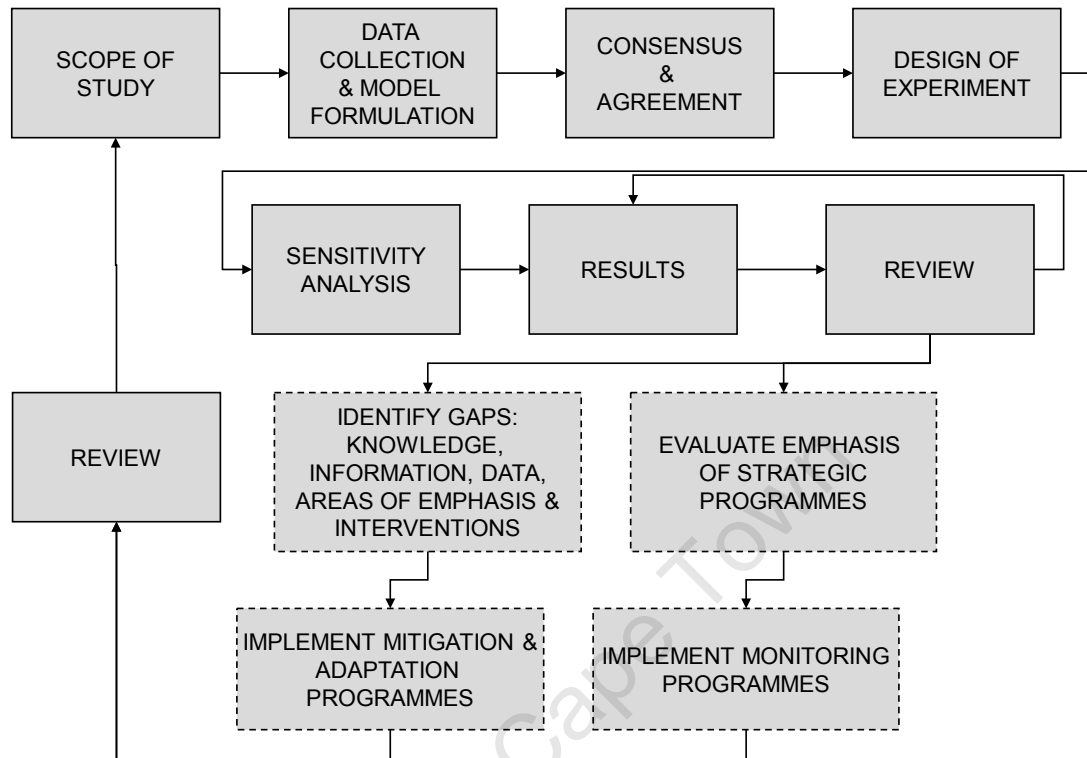 SCOPE OF
STUDY
DATA
COLLECTION
& MODEL
FORMULATION
CONSENSUS
&
AGREEMENT
DESIGN OF
EXPERIMENT
SENSITIVITY
ANALYSIS
RESULTS
REVIEW
REVIEW
IDENTIFY GAPS:
KNOWLEDGE,
INFORMATION, DATA,
AREAS OF EMPHASIS &
INTERVENTIONS
EVALUATE EMPHASIS
OF STRATEGIC
PROGRAMMES
IMPLEMENT MITIGATION &
ADAPTATION
PROGRAMMES
IMPLEMENT MONITORING
PROGRAMMES
Cape Town